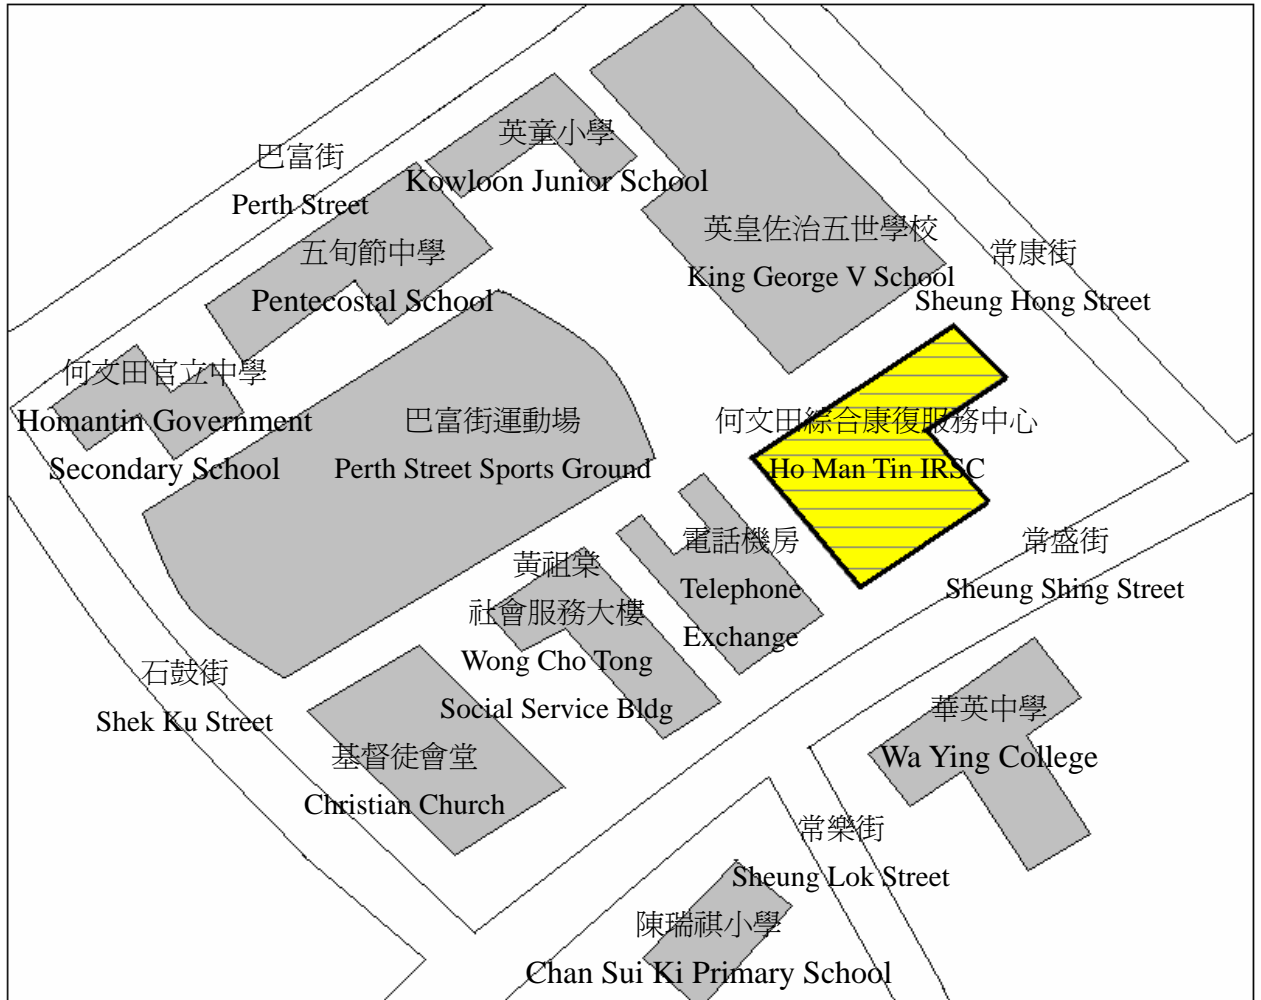 英童小學
Kowloon Junior School
巴富街
Perth Street
五旬節中學
Pentecostal School
英皇佐治五世學校
King George V School
常康街
Sheung Hong Street
何文田官立中學
Homantin Government
Secondary School
巴富街運動場
Perth Street Sports Ground
何文田綜合康復服務中心
Ho Man Tin IRSC
電話機房
Telephone
Exchange
常盛街
Sheung Shing Street
黃祖棠
社會服務大樓
Wong Cho Tong
Social Service Bldg
石鼓街
Shek Ku Street
基督徒會堂
Christian Church
華英中學
Wa Ying College
常樂街
Sheung Lok Street
陳瑞祺小學
Chan Sui Ki Primary School